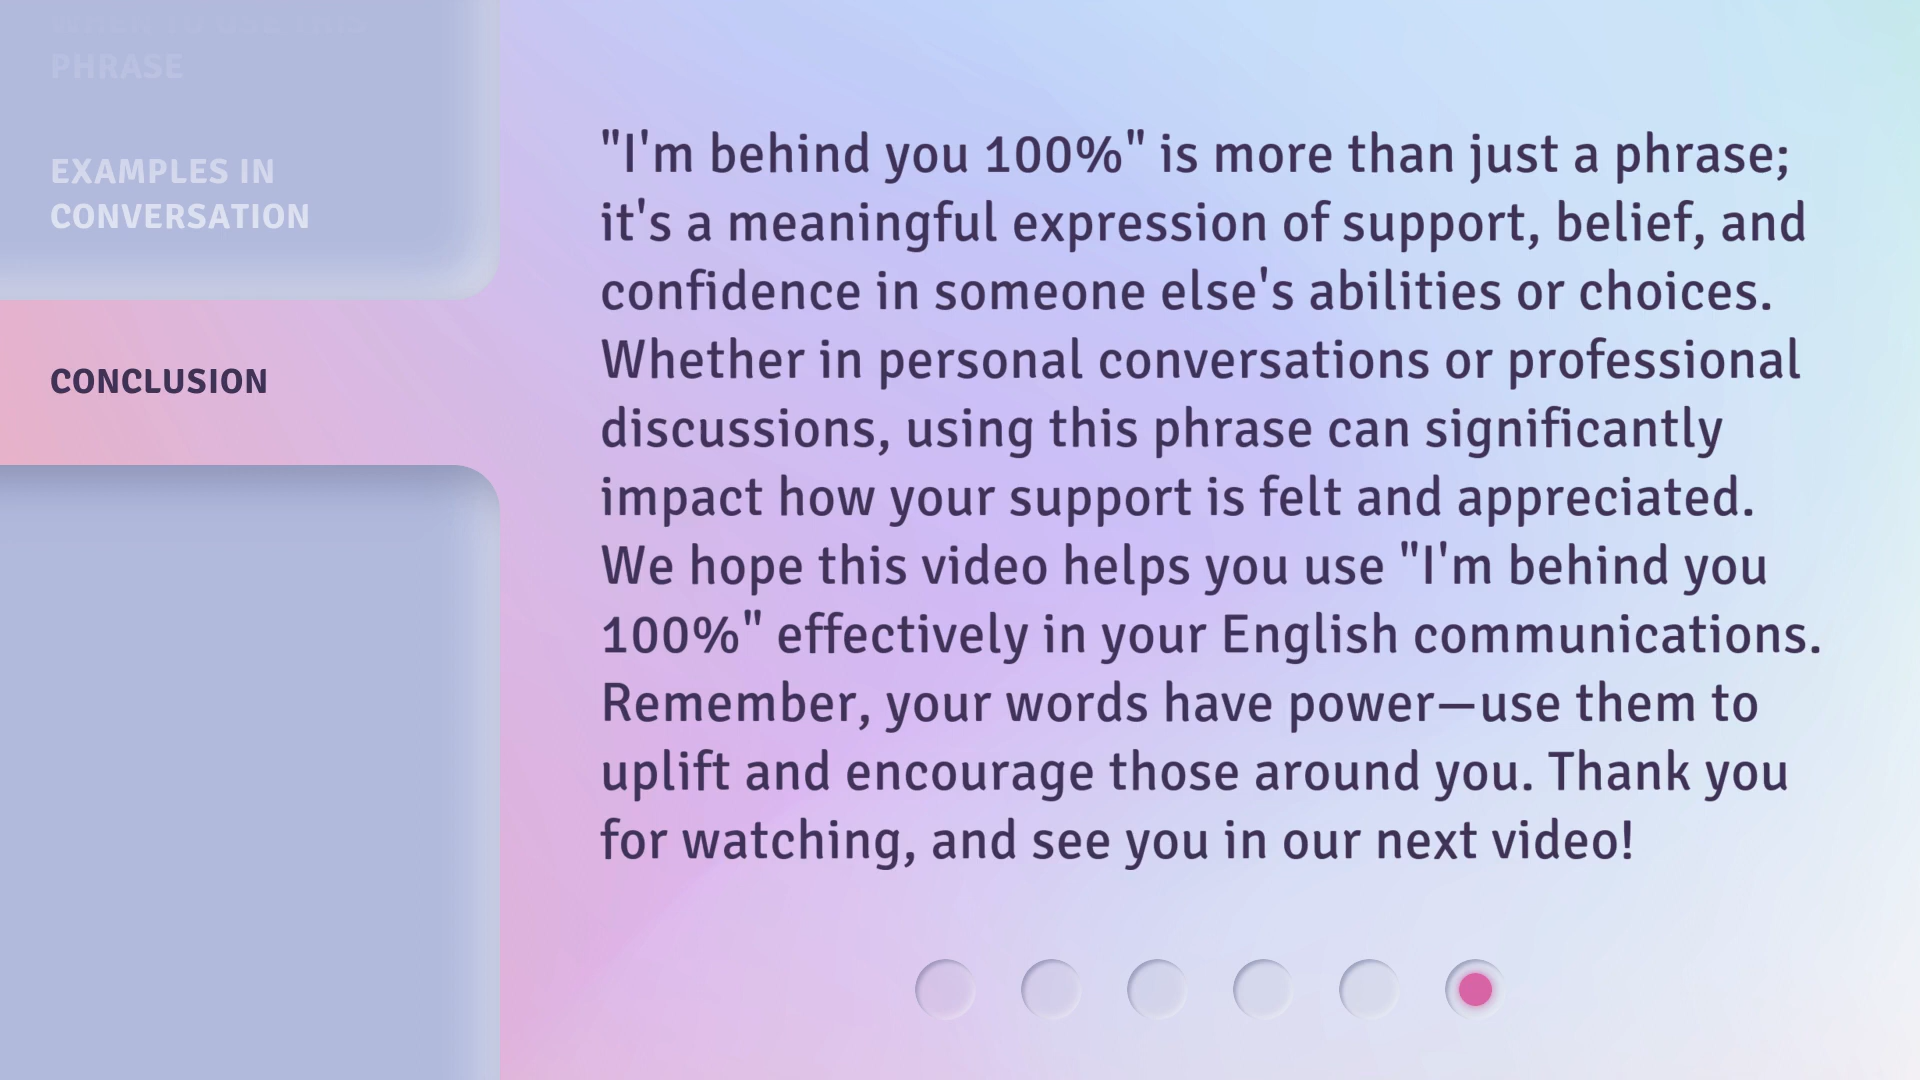 WHEN TO USE THIS
PHRASE
EXAMPLES IN
CONVERSATION
CONCLUSION
"I'm behind you 100%" is more than just a phrase;
it's a meaningful expression of support, belief, and
confidence in someone else's abilities or choices.
Whether in personal conversations or professional
discussions, using this phrase can significantly
impact how your support is felt and appreciated.
We hope this video helps you use "I'm behind you
100%" effectively in your English communications.
Remember, your words have power—use them to
uplift and encourage those around you. Thank you
for watching, and see you in our next video!